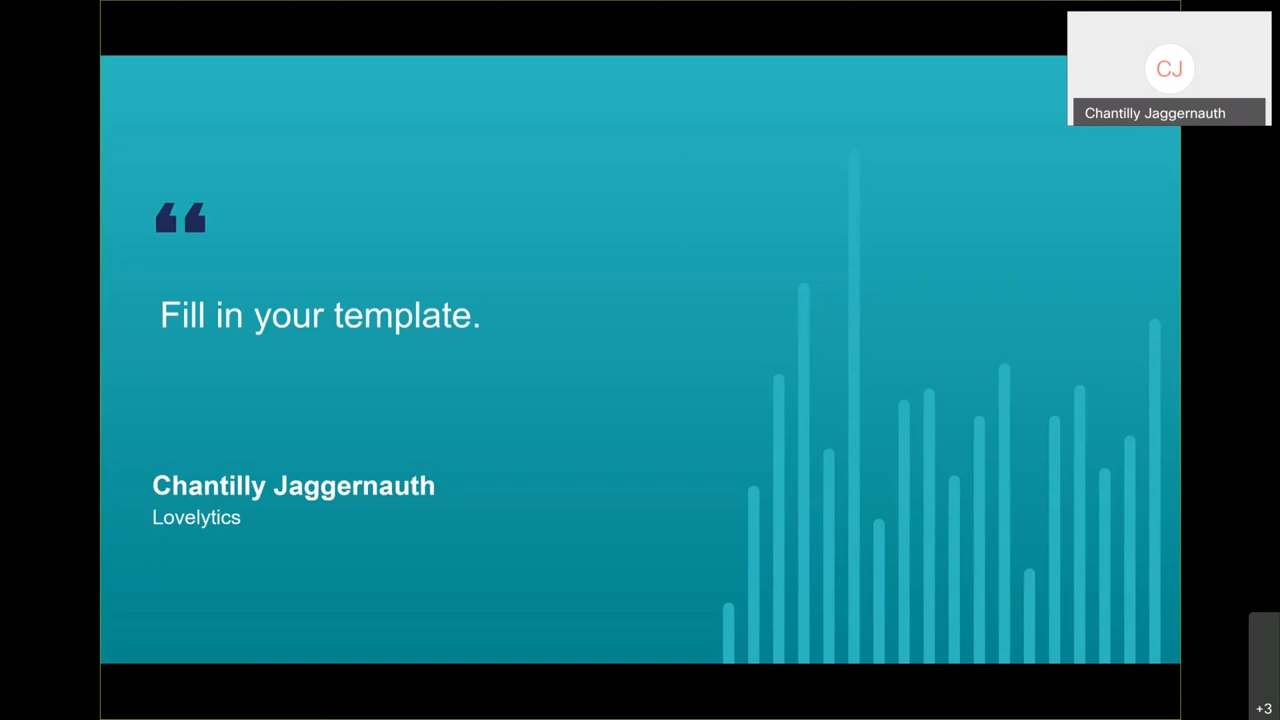 CJ
Chantilly Jaggernauth
“
Fill in your template.
Chantilly Jaggernauth
Lovelytics
+3